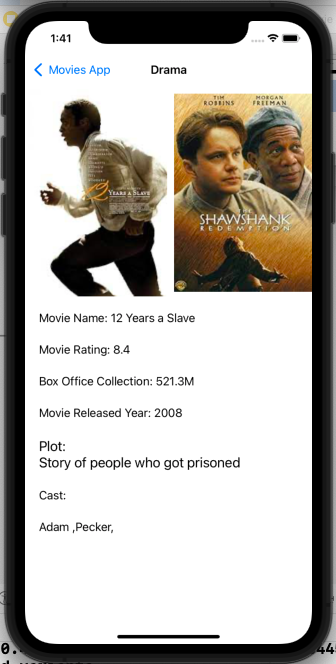 1:41
Movies App
Drama
12
YEARS A SLAVE
TIM ROBBINS
MORGAN FREEMAN
THE SHAWSHANK
REDEMPTION
Movie Name: 12 Years a Slave
Movie Rating: 8.4
Box Office Collection: 521.3M
Movie Released Year: 2008
Plot:
Story of people who got prisoned
Cast:
Adam ,Pecker,